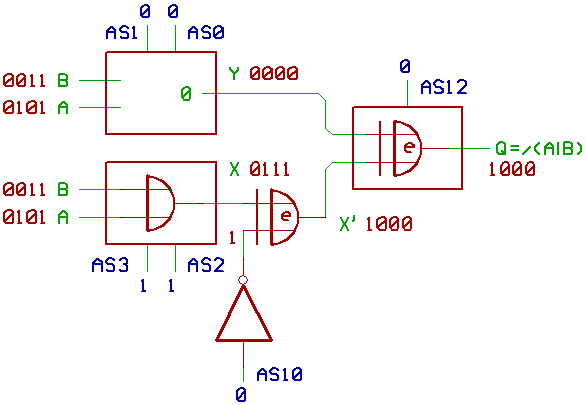 0 0
AS1 AS0
0011 B
0101 A
0
Y 0000
0
AS12
e
Q=/(A|B)
1000
0011 B
0101 A
X 0111
e
1
X' 1000
AS3 AS2
1 1
AS10
0